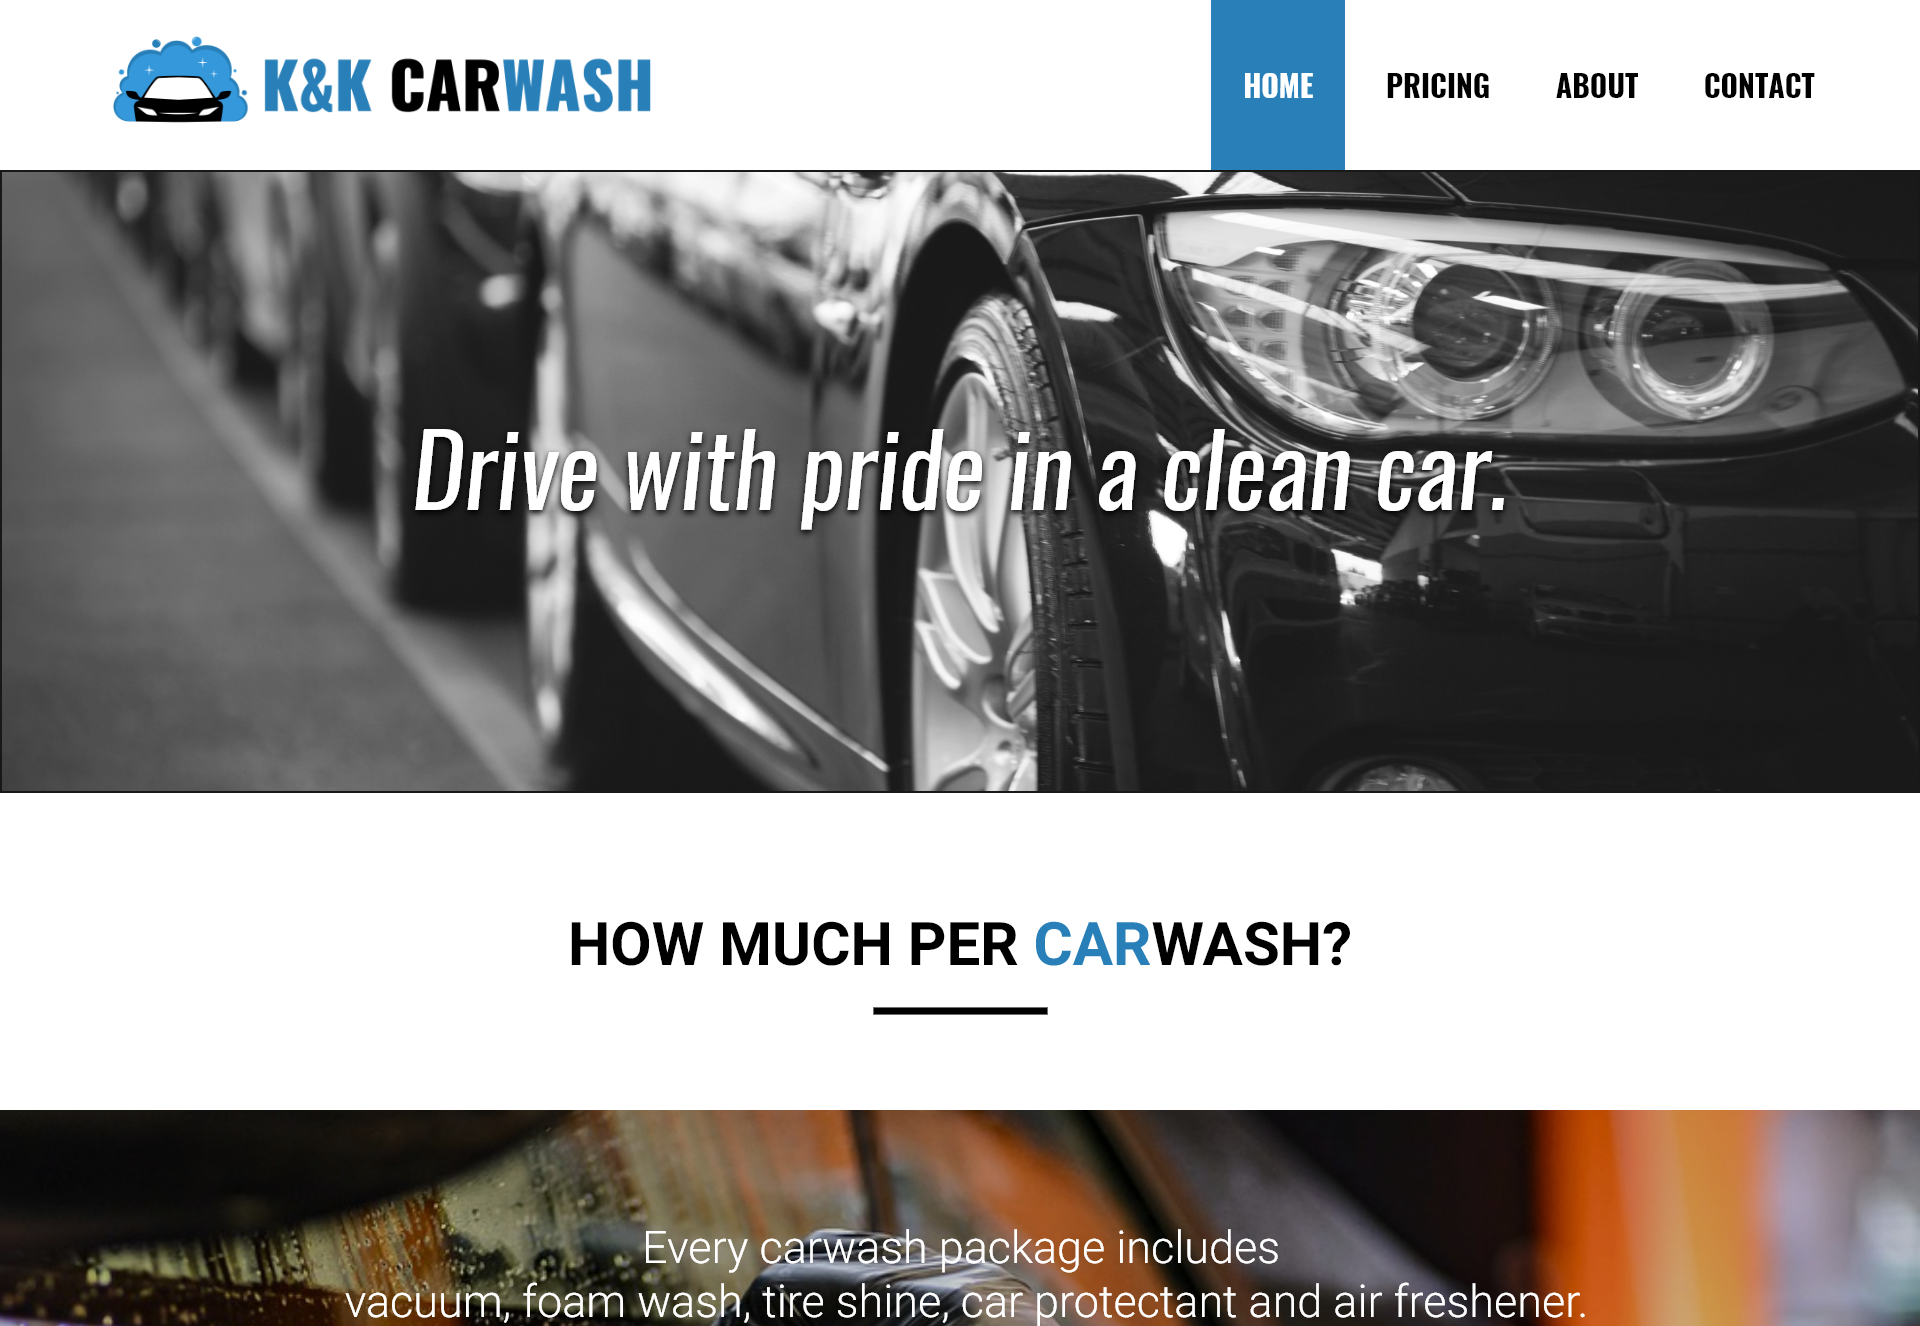 K&K CARWASH
HOME PRICING ABOUT CONTACT
Drive with pride in a clean car.
HOW MUCH PER CARWASH?
Every carwash package includes
vacuum, foam wash, tire shine, car protectant and air freshener.